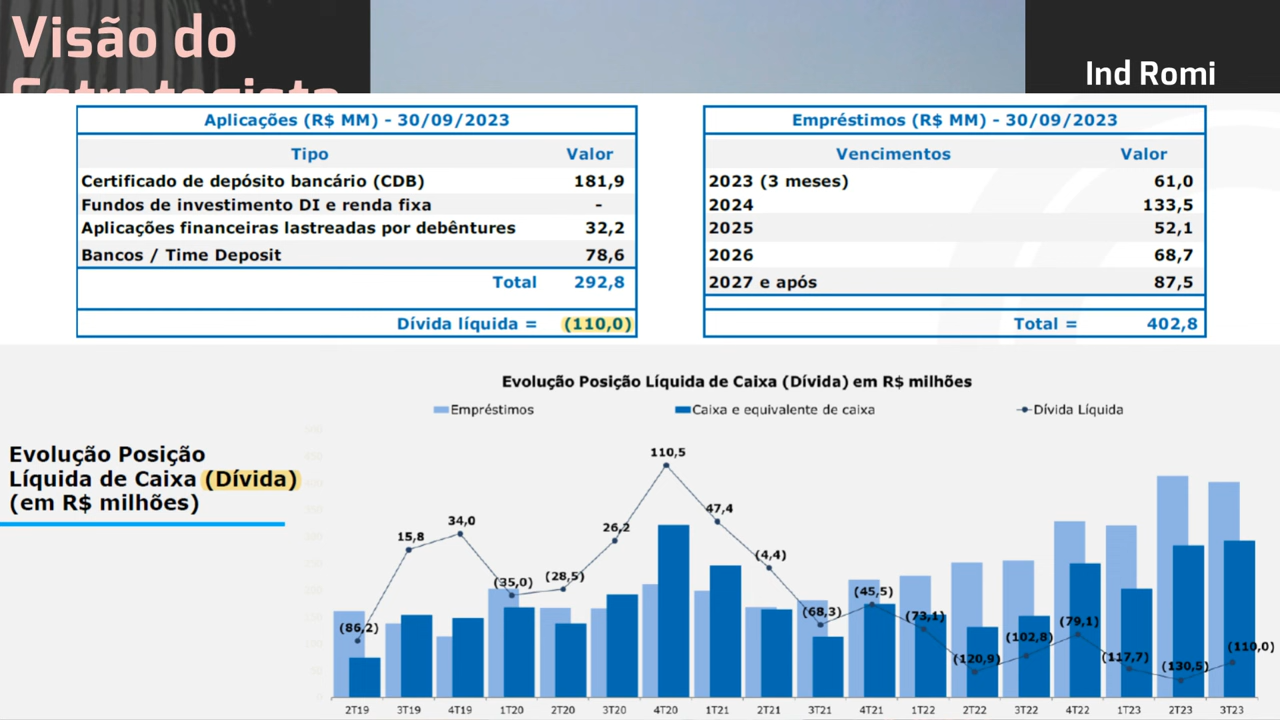 Visão do
Estrategista
Ind Romi
Aplicações (R$ MM) - 30/09/2023
Tipo Valor
Certificado de depósito bancário (CDB) 181,9
Fundos de investimento DI e renda fixa -
Aplicações financeiras lastreadas por debêntures 32,2
Bancos / Time Deposit 78,6
Total 292,8
Dívida líquida = (110,0)
Empréstimos (R$ MM) - 30/09/2023
Vencimentos Valor
2023 (3 meses) 61,0
2024 133,5
2025 52,1
2026 68,7
2027 e após 87,5
Total = 402,8
Evolução Posição
Líquida de Caixa (Dívida)
(em R$ milhões)
Evolução Posição Líquida de Caixa (Dívida) em R$ milhões
Empréstimos Caixa e equivalente de caixa Dívida Líquida
(86,2) 15,8 34,0 (35,0) (28,5) 26,2 110,5 47,4 (4,4) (68,3) (45,5) (73,1) (120,9) (102,8) (79,1) (117,7) (130,5) (110,0)
2T19 3T19 4T19 1T20 2T20 3T20 4T20 1T21 2T21 3T21 4T21 1T22 2T22 3T22 4T22 1T23 2T23 3T23